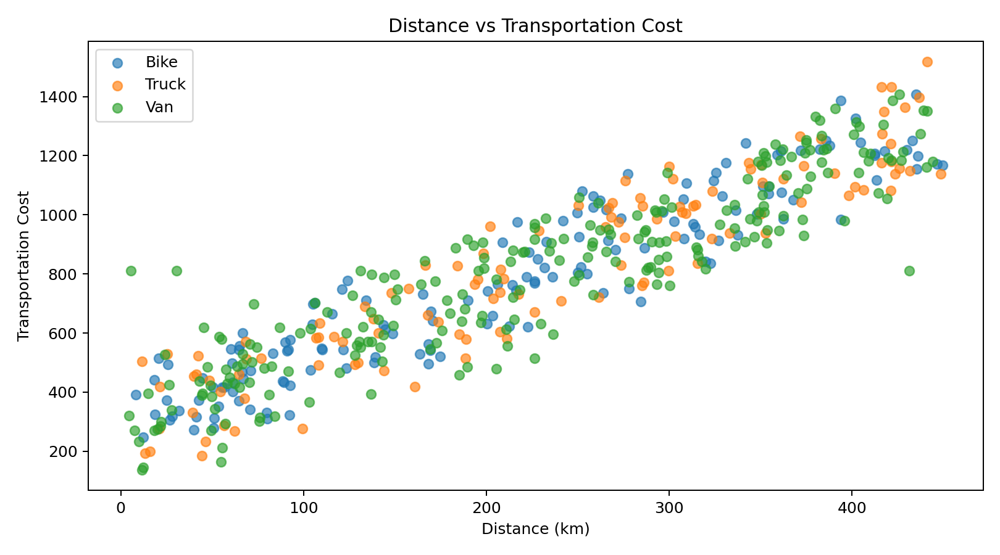 Distance vs Transportation Cost
Bike
Truck
Van
Transportation Cost
1400
1200
1000
800
600
400
200
0
100
200
300
400
Distance (km)